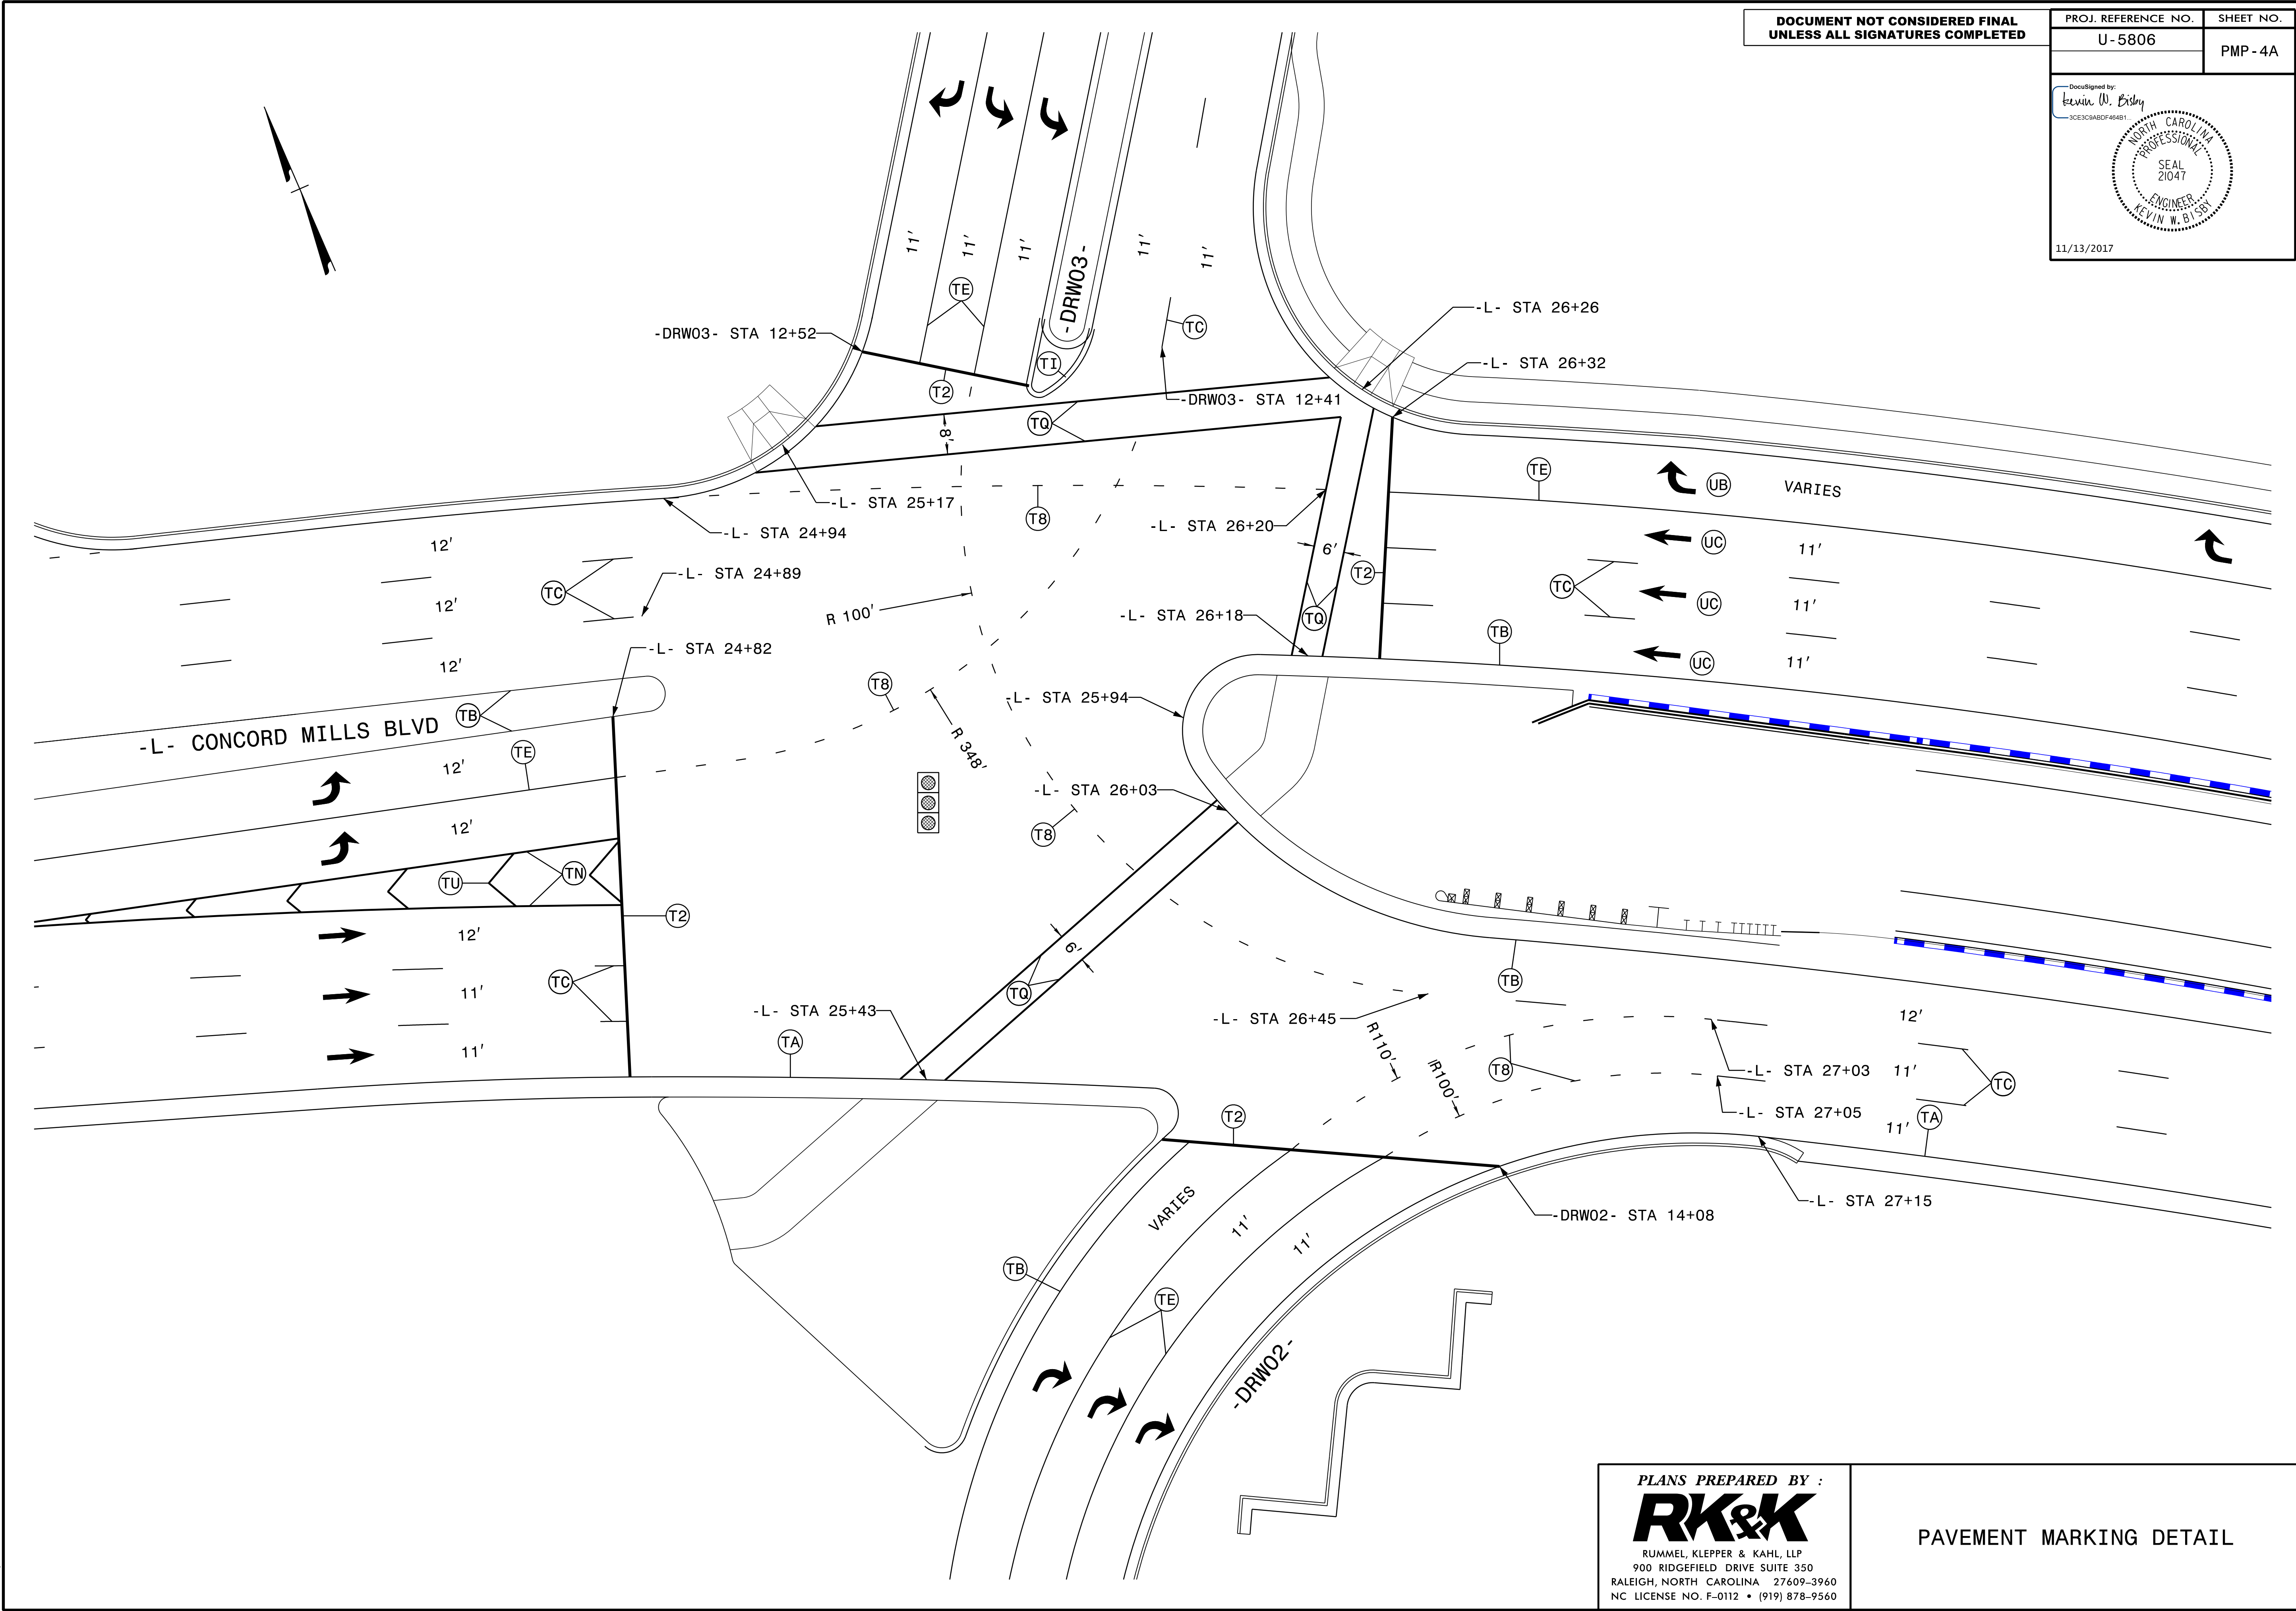 DOCUMENT NOT CONSIDERED FINAL
UNLESS ALL SIGNATURES COMPLETED
PROJ. REFERENCE NO.
SHEET NO.
U-5806
PMP-4A
DocuSigned by:
Kevin W. Bisby
3CE3C9ABDF464B1...
NORTH CAROLINA
PROFESSIONAL
SEAL
21047
ENGINEER
KEVIN W. BISBY
11/13/2017
11'
11'
11'
11'
11'
-DRW03-
TE
-DRW03- STA 12+52
TC
TI
T2
-L- STA 26+26
-L- STA 26+32
-DRW03- STA 12+41
TQ
8'
-L- STA 25+17
T8
-L- STA 24+94
-L- STA 26+20
TE
UB
VARIES
12'
TC
-L- STA 24+89
12'
6'
T2
UC
11'
TC
UC
11'
R 100'
-L- STA 26+18
TQ
TB
UC
11'
12'
-L- STA 24+82
T8
-L- STA 25+94
TB
-L- CONCORD MILLS BLVD
TE
12'
R 348'
-L- STA 26+03
12'
T8
TU
TN
T2
12'
6'
TC
11'
TQ
TB
-L- STA 25+43
TA
11'
-L- STA 26+45
R110'
R100'
T8
12'
-L- STA 27+03
11'
TC
-L- STA 27+05
11'
TA
T2
VARIES
11'
11'
-DRW02- STA 14+08
-L- STA 27+15
TB
TE
-DRW02-
PLANS PREPARED BY :
RK&K
RUMMEL, KLEPPER & KAHL, LLP
900 RIDGEFIELD DRIVE SUITE 350
RALEIGH, NORTH CAROLINA 27609–3960
NC LICENSE NO. F–0112 • (919) 878–9560
PAVEMENT MARKING DETAIL